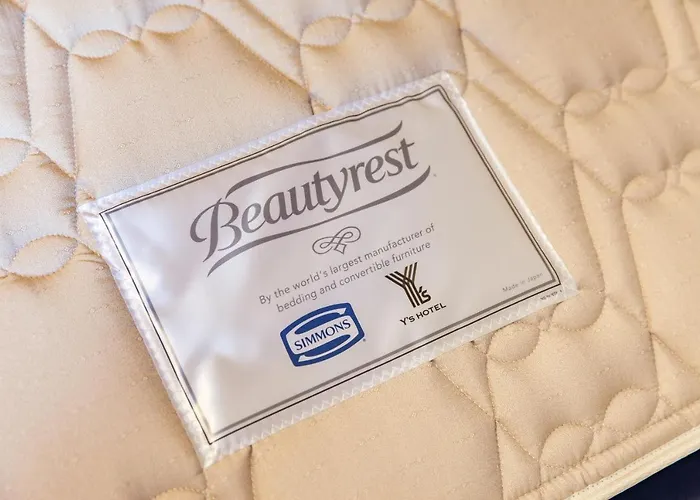 Beautyrest
By the world's largest manufacturer of
bedding and convertible furniture
SIMMONS
Y's
Y'S HOTEL
Made in Japan